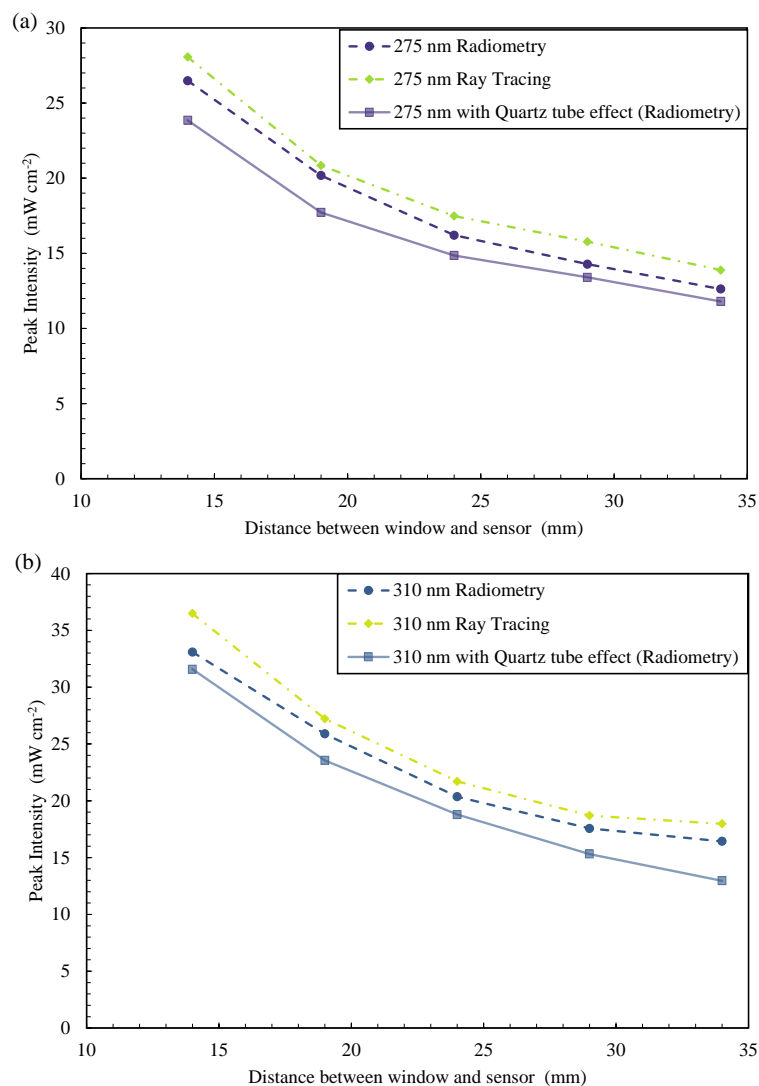 (a)
30
25
20
15
10
5
0
Peak Intensity (mW cm⁻²)
275 nm Radiometry
275 nm Ray Tracing
275 nm with Quartz tube effect (Radiometry)
10 15 20 25 30 35
Distance between window and sensor (mm)
(b)
40
35
30
25
20
15
10
5
0
Peak Intensity (mW cm⁻²)
310 nm Radiometry
310 nm Ray Tracing
310 nm with Quartz tube effect (Radiometry)
10 15 20 25 30 35
Distance between window and sensor (mm)